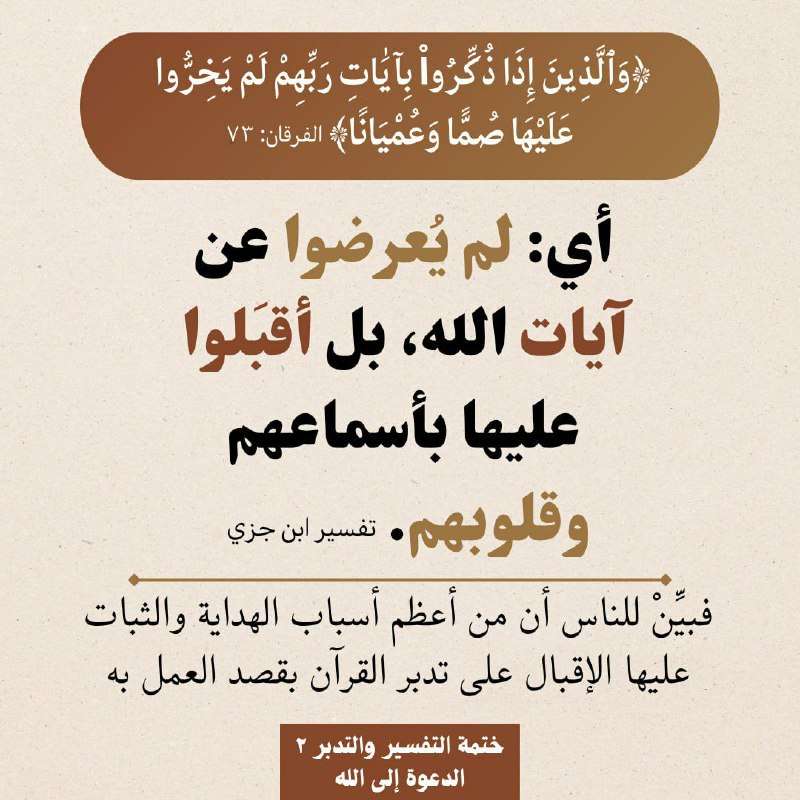 ﴿وَٱلَّذِينَ إِذَا ذُكِّرُوا۟ بِآيَاتِ رَبِّهِمْ لَمْ يَخِرُّوا
عَلَيْهَا صُمًّا وَعُمْيَانًا﴾ الفرقان: ٧٣
أي: لم يُعرضوا عن
آيات الله، بل أقبَلوا
عليها بأسماعهم
وقلوبهم. تفسير ابن جزي
فبيِّنْ للناس أن من أعظم أسباب الهداية والثبات
عليها الإقبال على تدبر القرآن بقصد العمل به
ختمة التفسير والتدبر ٢
الدعوة إلى الله